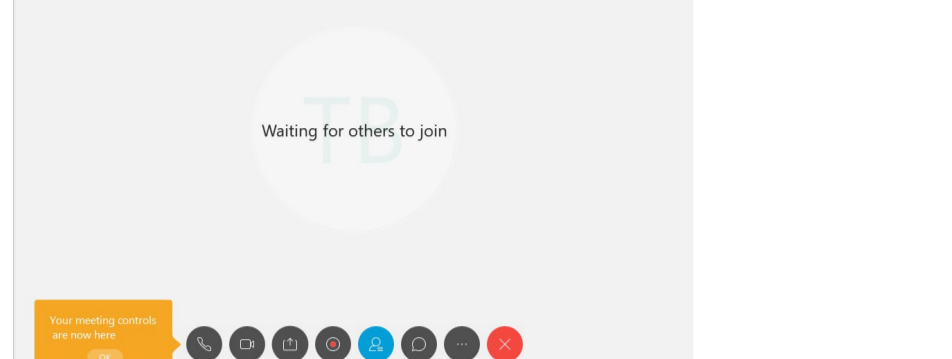 TB
Waiting for others to join
Your meeting controls
are now here
OK